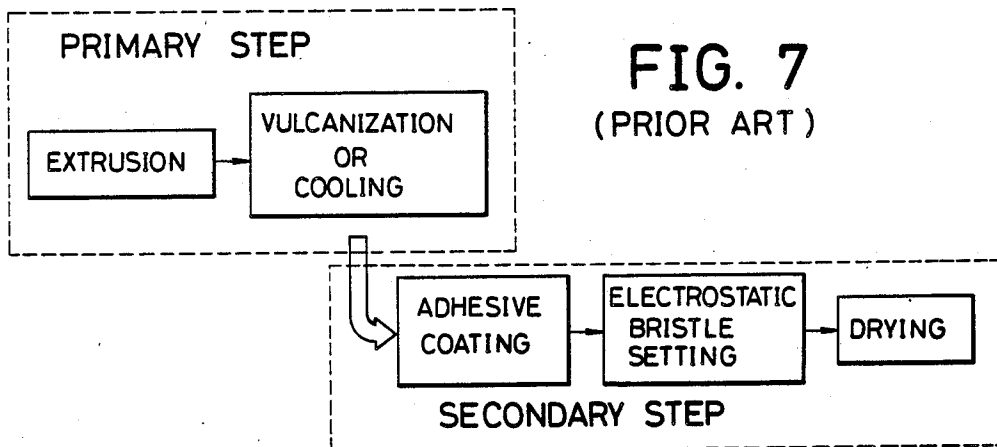 PRIMARY STEP
EXTRUSION
VULCANIZATION
OR
COOLING
FIG. 7
(PRIOR ART)
ADHESIVE
COATING
ELECTROSTATIC
BRISTLE
SETTING
DRYING
SECONDARY STEP